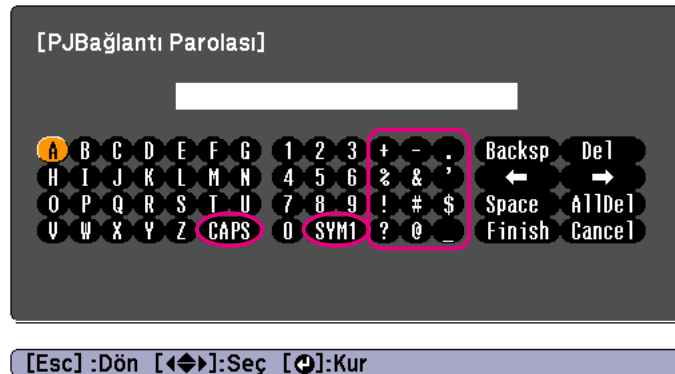 [PJBağlantı Parolası]
A B C D E F G 1 2 3 + - . Backsp Del
H I J K L M N 4 5 6 % & ' ← →
O P Q R S T U 7 8 9 ! # $ Space AllDel
V W X Y Z CAPS 0 SYM1 ? @ _ Finish Cancel
[Esc] :Dön [◀◆▶]:Seç [↵]:Kur